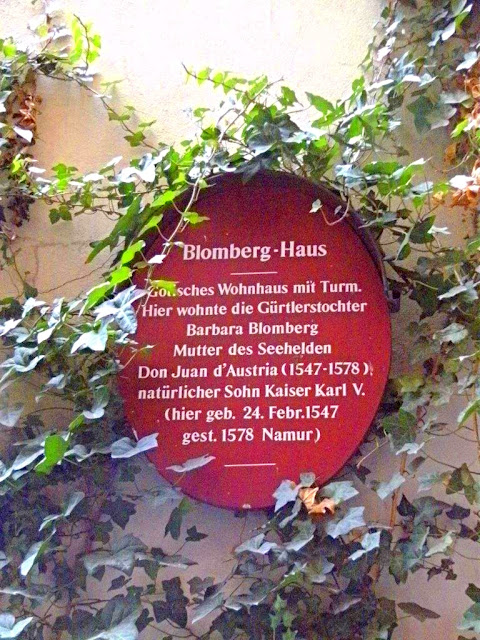 Blomberg-Haus
Gotisches Wohnhaus mit Turm.
Hier wohnte die Gürtlerstochter
Barbara Blomberg
Mutter des Seehelden
Don Juan d'Austria (1547-1578)
natürlicher Sohn Kaiser Karl V.
(hier geb. 24. Febr.1547
gest. 1578 Namur)